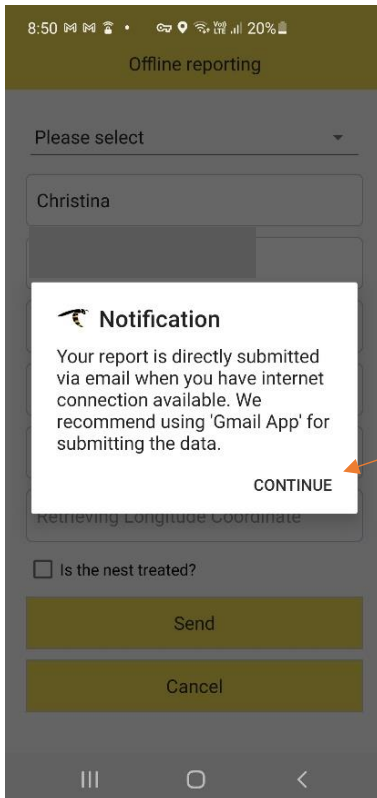 8:50 20%
Offline reporting
Please select
Christina
Notification
Your report is directly submitted
via email when you have internet
connection available. We
recommend using 'Gmail App' for
submitting the data.
CONTINUE
Retrieving Longitude Coordinate
Is the nest treated?
Send
Cancel